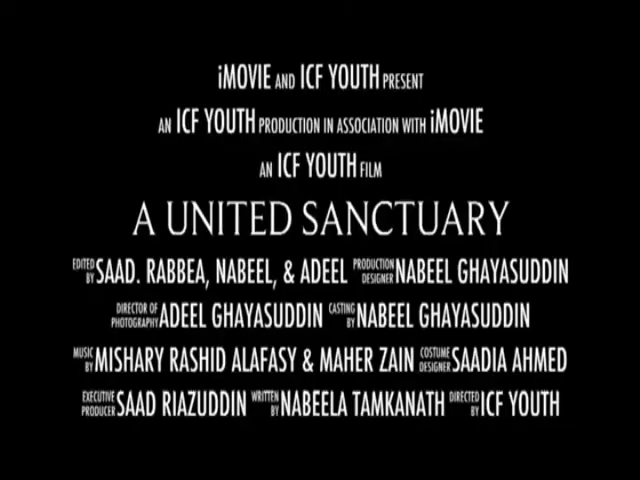 iMOVIE AND ICF YOUTH PRESENT
AN ICF YOUTH PRODUCTION IN ASSOCIATION WITH iMOVIE
AN ICF YOUTH FILM
A UNITED SANCTUARY
EDITED BY SAAD. RABBEA, NABEEL, & ADEEL PRODUCTION DESIGNER NABEEL GHAYASUDDIN
DIRECTOR OF PHOTOGRAPHY ADEEL GHAYASUDDIN CASTING BY NABEEL GHAYASUDDIN
MUSIC BY MISHARY RASHID ALAFASY & MAHER ZAIN COSTUME DESIGNER SAADIA AHMED
EXECUTIVE PRODUCER SAAD RIAZUDDIN WRITTEN BY NABEELA TAMKANATH DIRECTED BY ICF YOUTH